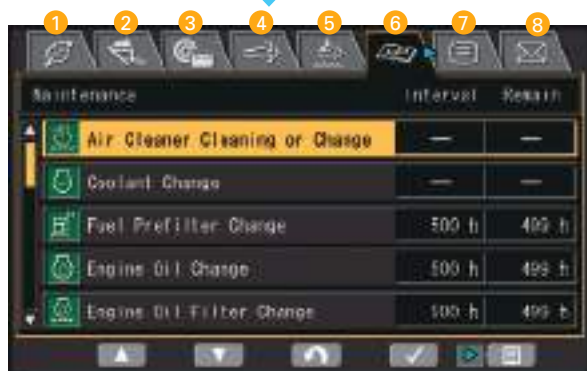 1 2 3 4 5 6 7 8
Maintenance Interval Remain
Air Cleaner Cleaning or Change — —
Coolant Change — —
Fuel Prefilter Change 500 h 499 h
Engine Oil Change 500 h 499 h
Engine Oil Filter Change 500 h 499 h